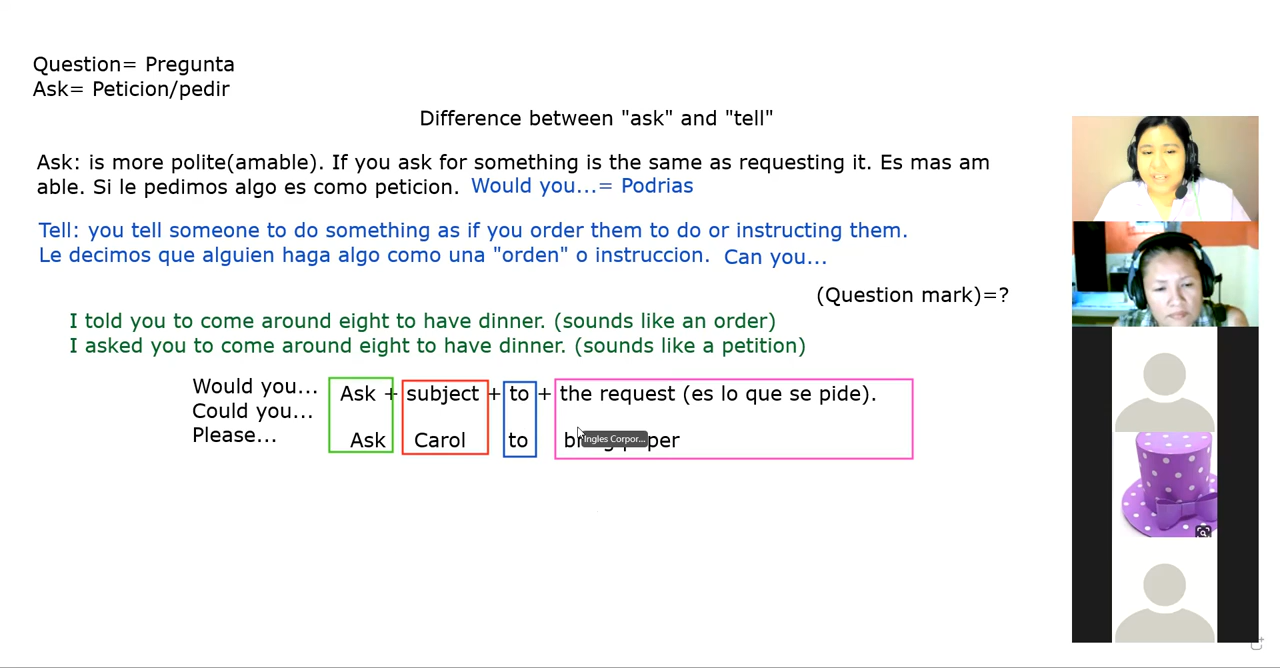 Question= Pregunta
Ask= Peticion/pedir
Difference between "ask" and "tell"
Ask: is more polite(amable). If you ask for something is the same as requesting it. Es mas am
able. Si le pedimos algo es como peticion. Would you...= Podrias
Tell: you tell someone to do something as if you order them to do or instructing them.
Le decimos que alguien haga algo como una "orden" o instruccion. Can you...
(Question mark)=?
I told you to come around eight to have dinner. (sounds like an order)
I asked you to come around eight to have dinner. (sounds like a petition)
Would you...
Could you...
Please...
Ask + subject + to + the request (es lo que se pide).
Ask Carol to
Ingles Corpor...